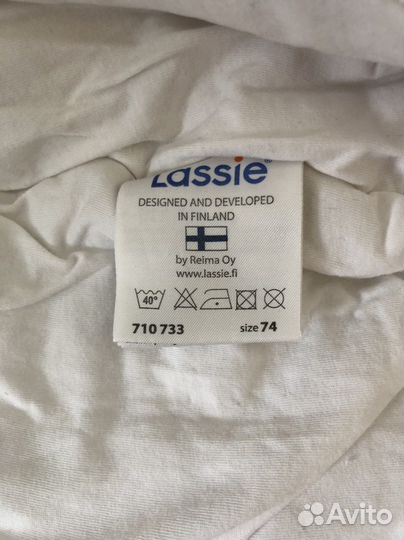 Lassie®
DESIGNED AND DEVELOPED
IN FINLAND
by Reima Oy
www.lassie.fi
40°
710 733 size 74
Avito